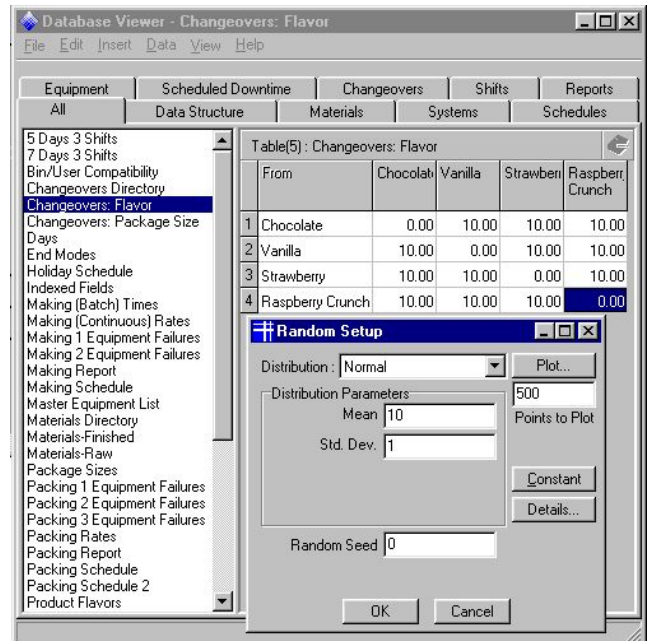 Database Viewer - Changeovers: Flavor
File Edit Insert Data View Help
Equipment Scheduled Downtime Changeovers Shifts Reports
All Data Structure Materials Systems Schedules
5 Days 3 Shifts
7 Days 3 Shifts
Bin/User Compatibility
Changeovers Directory
Changeovers: Flavor
Changeovers: Package Size
Days
End Modes
Holiday Schedule
Indexed Fields
Making (Batch) Times
Making (Continuous) Rates
Making 1 Equipment Failures
Making 2 Equipment Failures
Making Report
Making Schedule
Master Equipment List
Materials Directory
Materials-Finished
Materials-Raw
Package Sizes
Packing 1 Equipment Failures
Packing 2 Equipment Failures
Packing 3 Equipment Failures
Packing Rates
Packing Report
Packing Schedule
Packing Schedule 2
Product Flavors
Table(5) : Changeovers: Flavor
From Chocolat Vanilla Strawberr Raspberr
Crunch
1 Chocolate 0.00 10.00 10.00 10.00
2 Vanilla 10.00 0.00 10.00 10.00
3 Strawberry 10.00 10.00 0.00 10.00
4 Raspberry Crunch 10.00 10.00 10.00 0.00
Random Setup
Distribution : Normal Plot...
Distribution Parameters 500
Mean 10 Points to Plot
Std. Dev. 1
Constant
Details...
Random Seed 0
OK Cancel